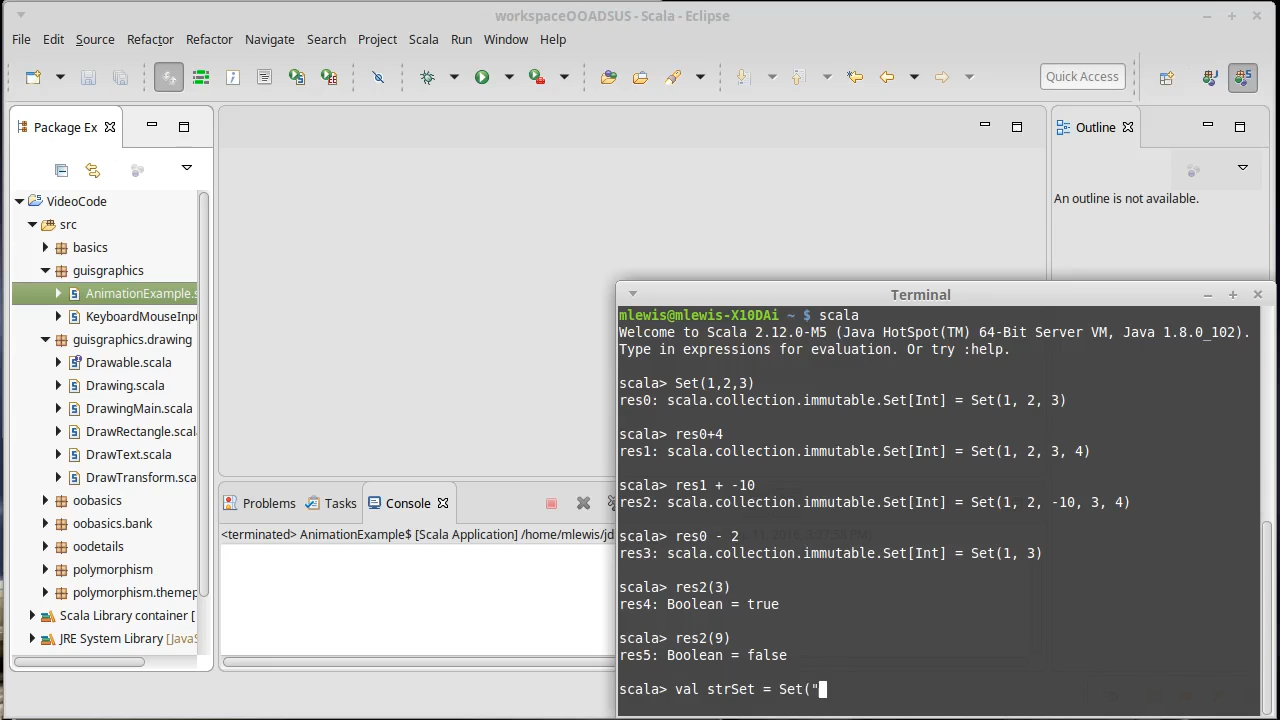 workspaceOOADSUS - Scala - Eclipse
File Edit Source Refactor Refactor Navigate Search Project Scala Run Window Help
Quick Access
Package Ex
Outline
VideoCode
An outline is not available.
src
basics
guisgraphics
AnimationExample.s
KeyboardMouseInpu
guisgraphics.drawing
Drawable.scala
Drawing.scala
DrawingMain.scala
DrawRectangle.scal
DrawText.scala
DrawTransform.sca
oobasics
oobasics.bank
oodetails
polymorphism
polymorphism.themep
Scala Library container [
JRE System Library [JavaS
Problems Tasks Console
<terminated> AnimationExample$ [Scala Application] /home/mlewis/jd
Terminal
mlewis@mlewis-X10DAi ~ $ scala
Welcome to Scala 2.12.0-M5 (Java HotSpot(TM) 64-Bit Server VM, Java 1.8.0_102).
Type in expressions for evaluation. Or try :help.
scala> Set(1,2,3)
res0: scala.collection.immutable.Set[Int] = Set(1, 2, 3)
scala> res0+4
res1: scala.collection.immutable.Set[Int] = Set(1, 2, 3, 4)
scala> res1 + -10
res2: scala.collection.immutable.Set[Int] = Set(1, 2, -10, 3, 4)
scala> res0 - 2
res3: scala.collection.immutable.Set[Int] = Set(1, 3)
scala> res2(3)
res4: Boolean = true
scala> res2(9)
res5: Boolean = false
scala> val strSet = Set("